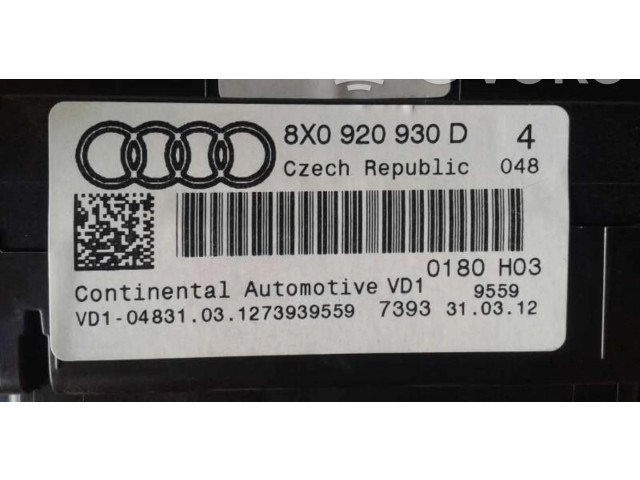 8X0 920 930 D 4
Czech Republic 048
0180 H03
Continental Automotive VD1 9559
VD1-04831.03.1273939559 7393 31.03.12